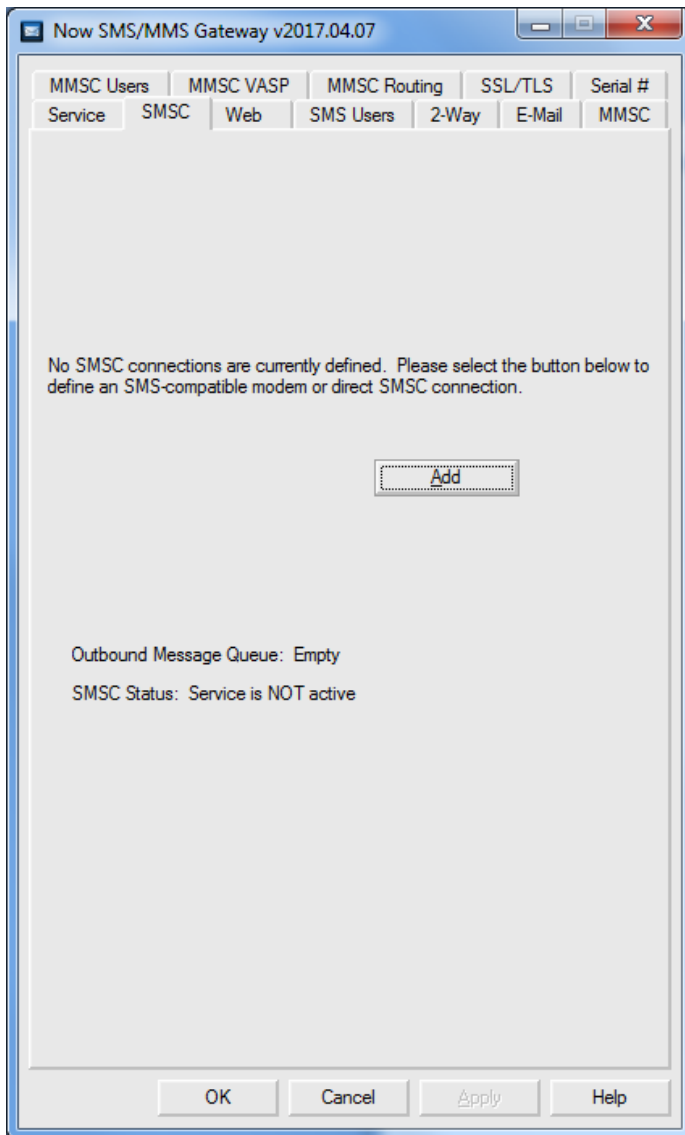 Now SMS/MMS Gateway v2017.04.07
MMSC Users MMSC VASP MMSC Routing SSL/TLS Serial #
Service SMSC Web SMS Users 2-Way E-Mail MMSC
No SMSC connections are currently defined. Please select the button below to
define an SMS-compatible modem or direct SMSC connection.
Add
Outbound Message Queue: Empty
SMSC Status: Service is NOT active
OK Cancel Apply Help